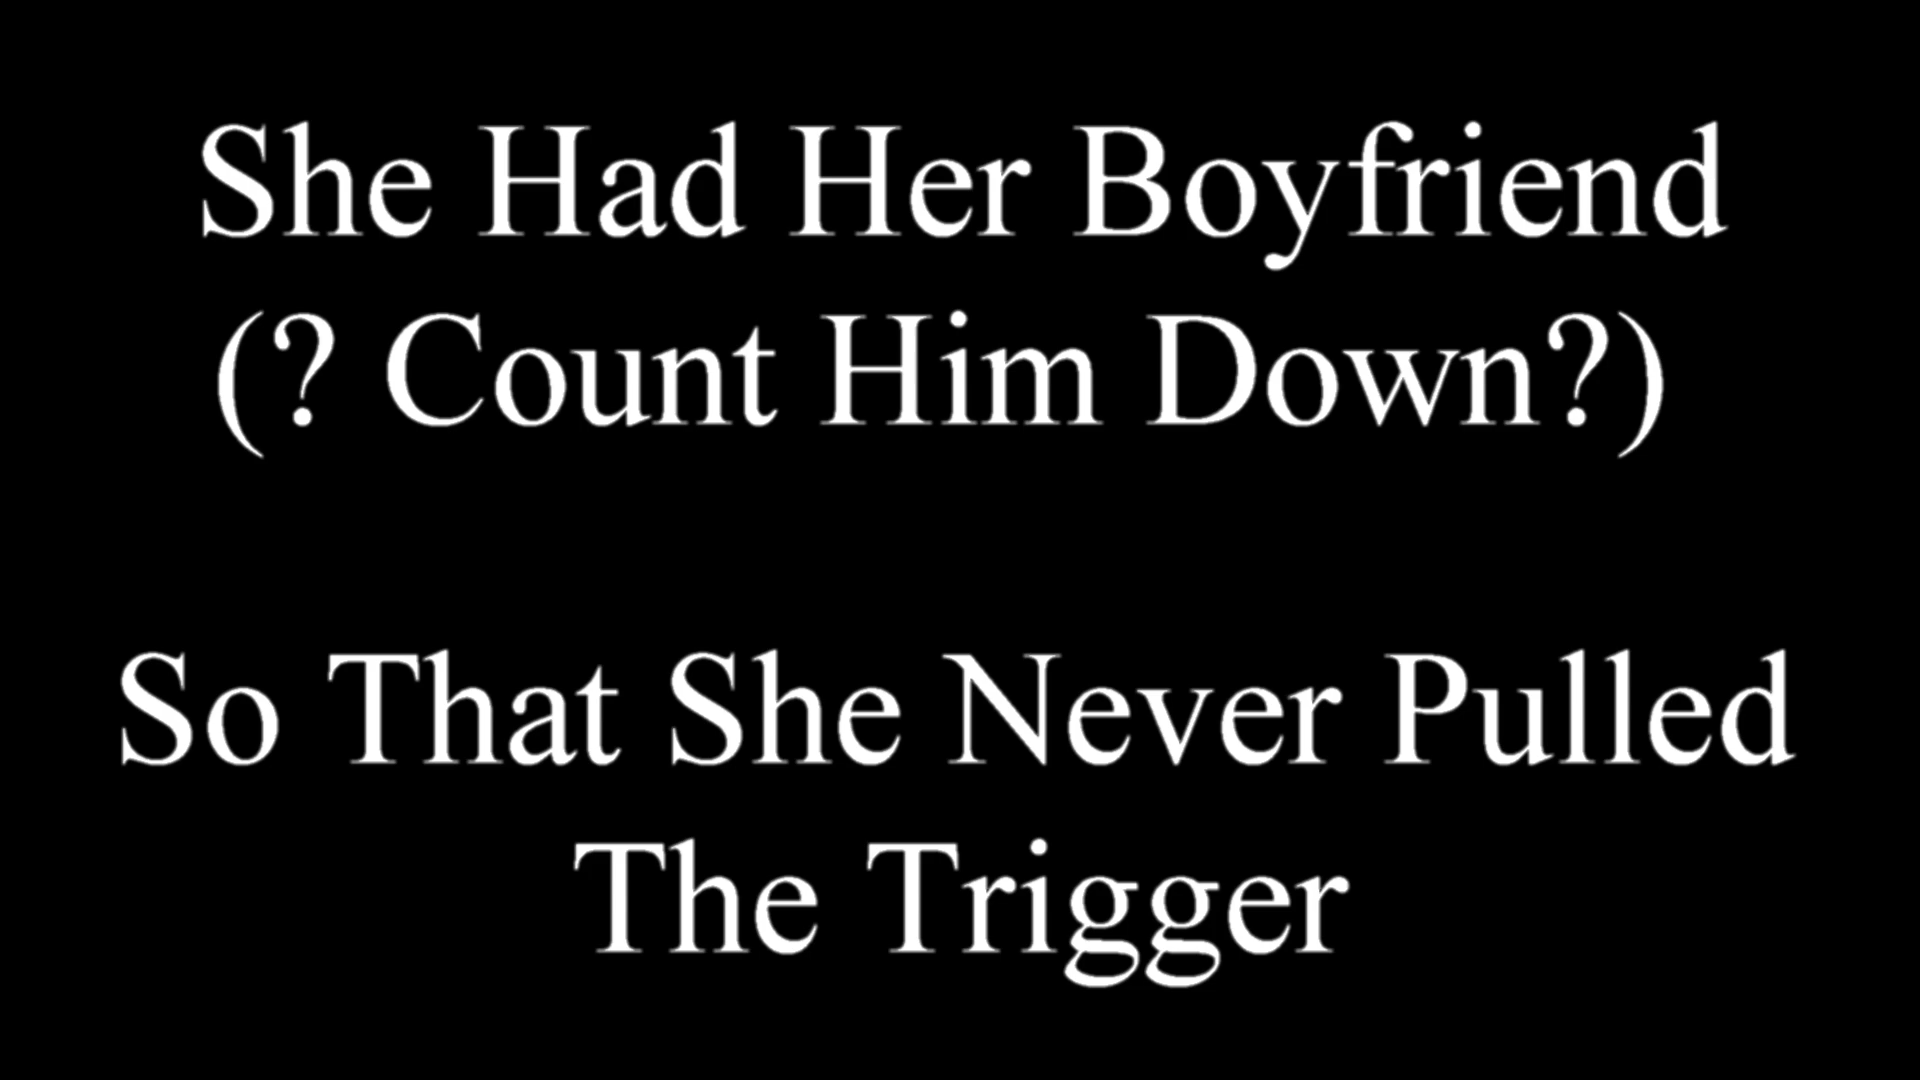 She Had Her Boyfriend
(? Count Him Down?)
So That She Never Pulled
The Trigger